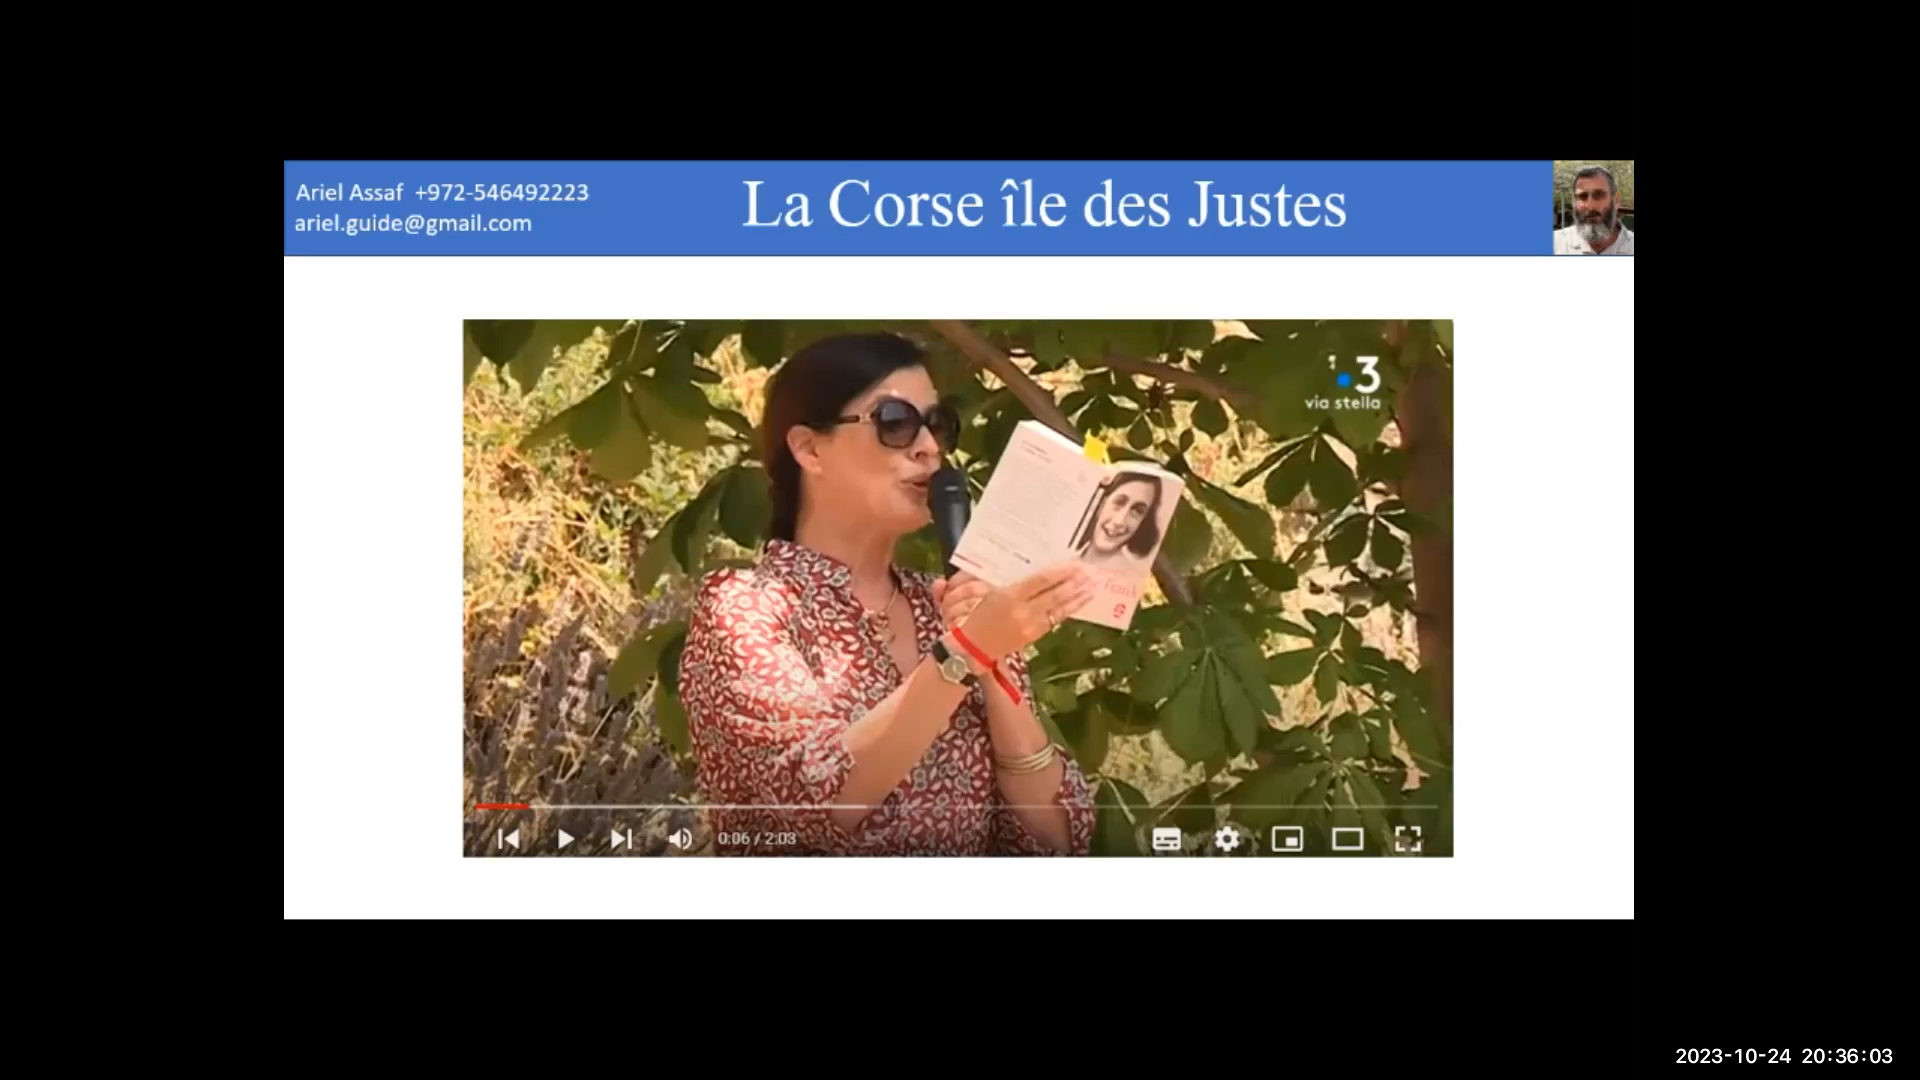 Ariel Assaf +972-546492223
ariel.guide@gmail.com
La Corse île des Justes
3
via stella
Frank
0:06 / 2:03
2023-10-24 20:36:03